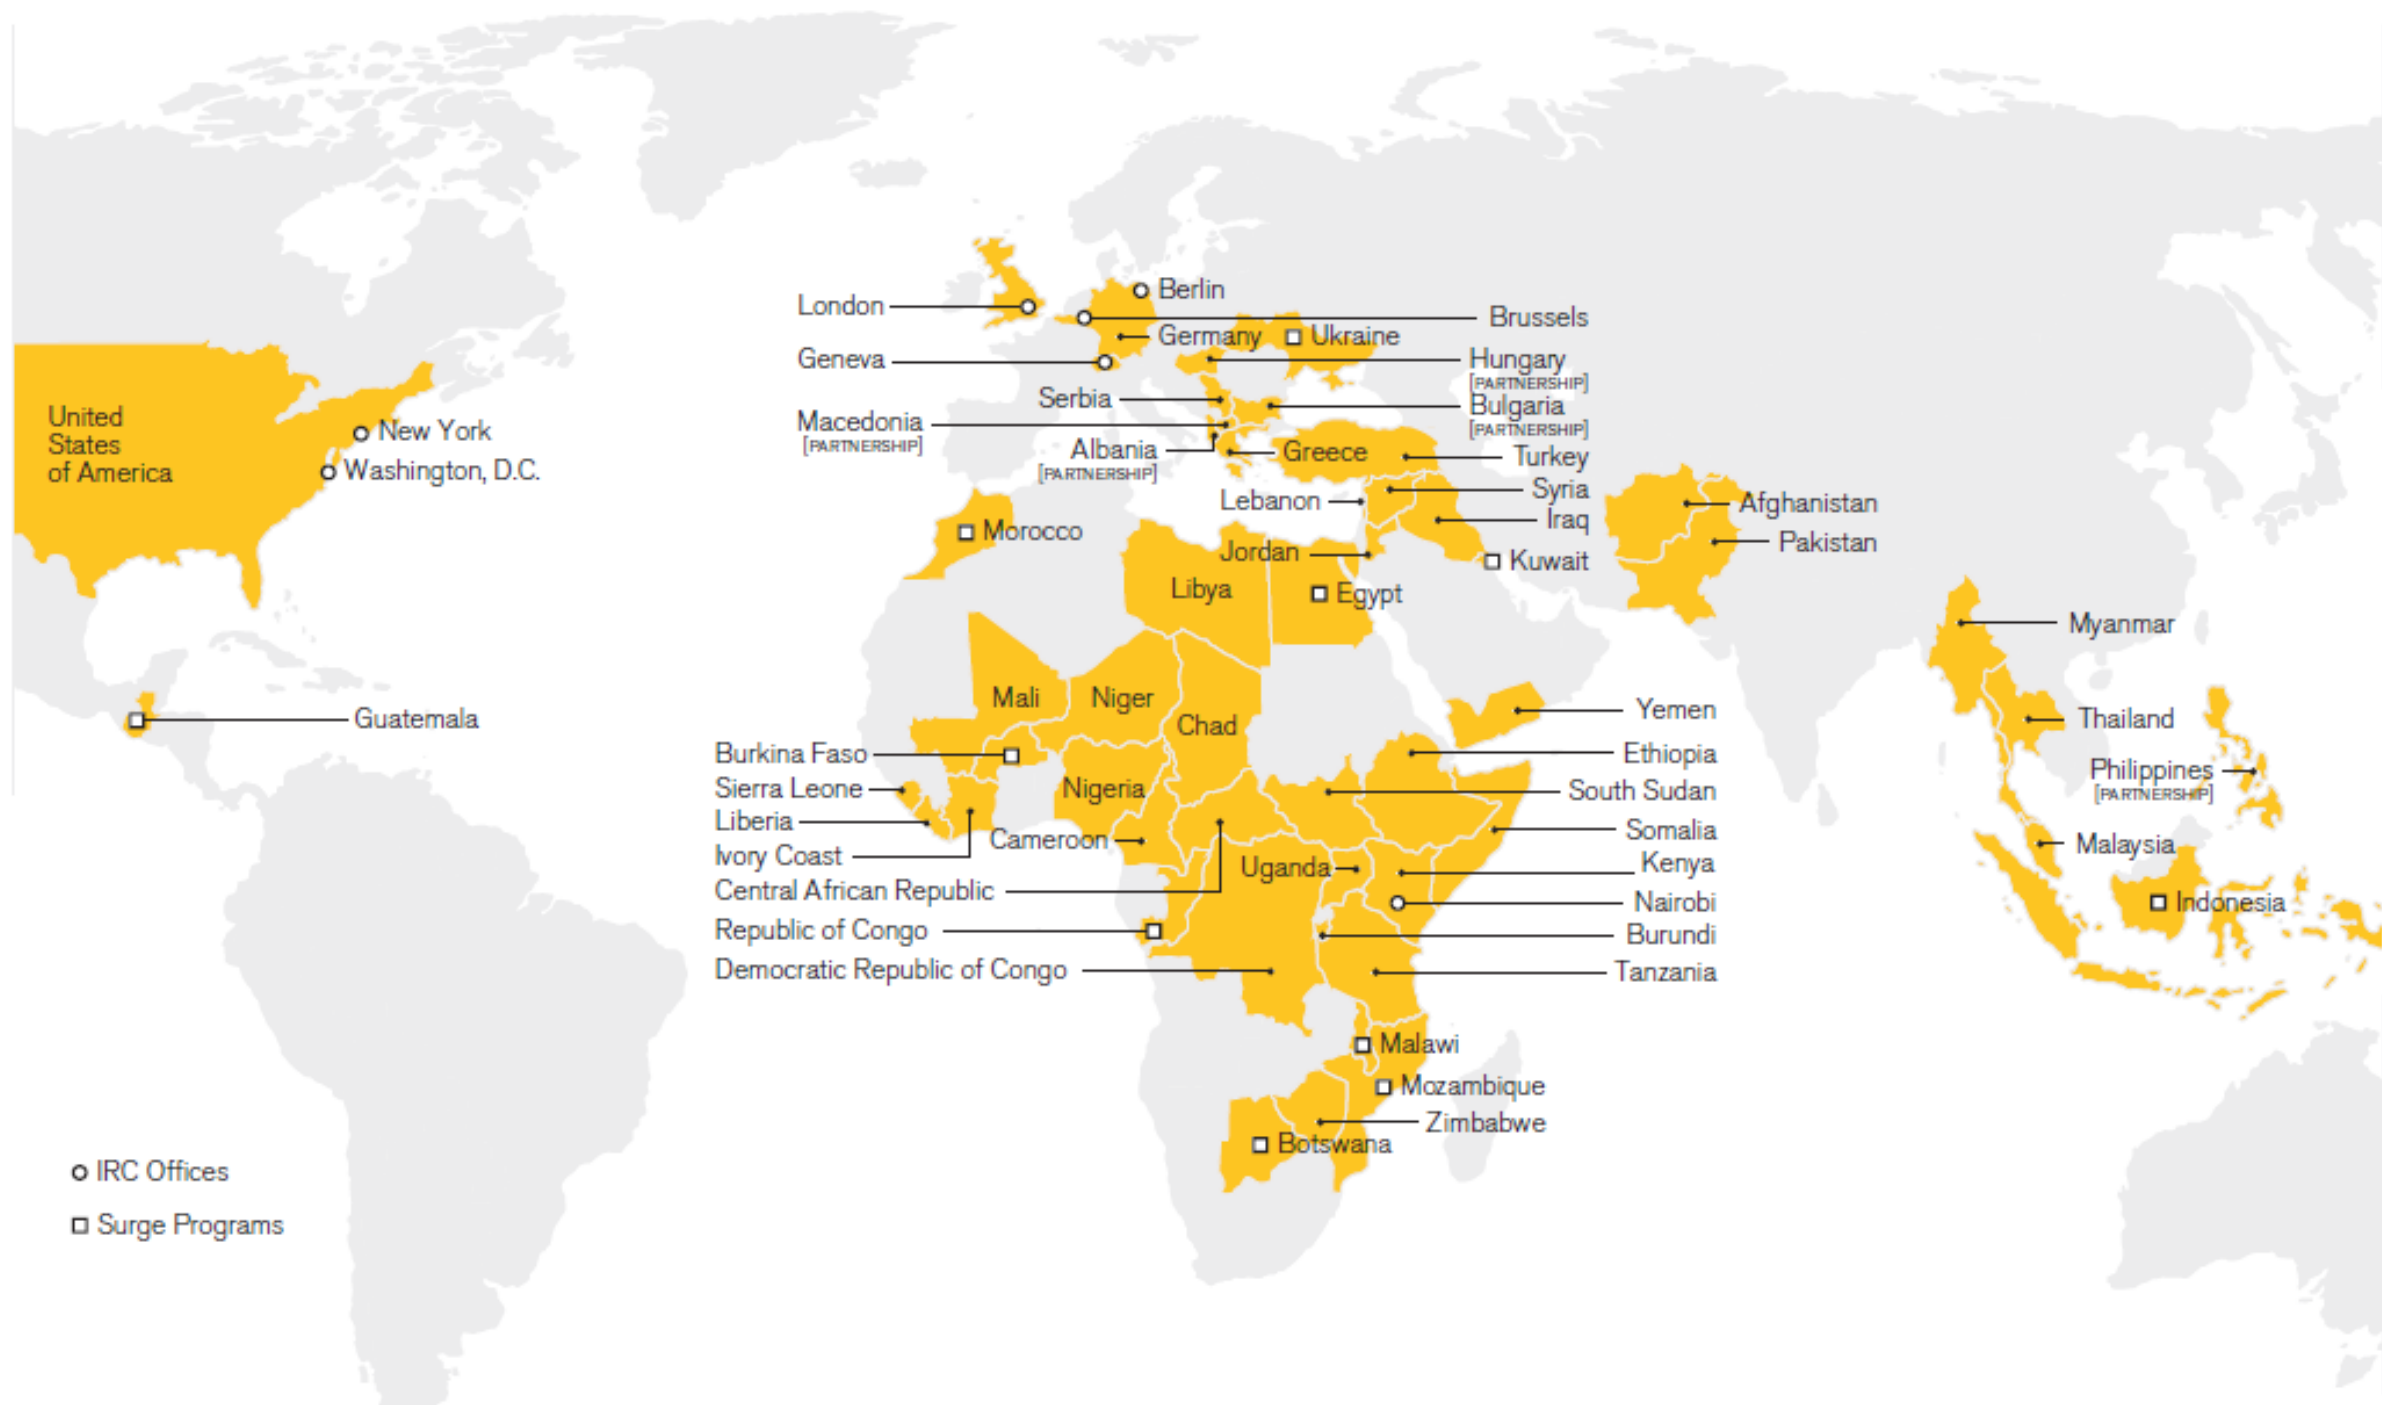 London
Berlin
Brussels
Germany
Ukraine
Geneva
Hungary
[PARTNERSHIP]
Serbia
Bulgaria
[PARTNERSHIP]
Macedonia
[PARTNERSHIP]
Albania
[PARTNERSHIP]
Greece
Turkey
United
States
of America
New York
Washington, D.C.
Lebanon
Syria
Iraq
Afghanistan
Pakistan
Morocco
Jordan
Kuwait
Libya
Egypt
Myanmar
Guatemala
Mali
Niger
Chad
Yemen
Thailand
Burkina Faso
Ethiopia
Philippines
[PARTNERSHIP]
Sierra Leone
Nigeria
South Sudan
Liberia
Somalia
Ivory Coast
Cameroon
Malaysia
Uganda
Kenya
Central African Republic
Nairobi
Indonesia
Republic of Congo
Burundi
Democratic Republic of Congo
Tanzania
Malawi
Mozambique
Zimbabwe
Botswana
IRC Offices
Surge Programs